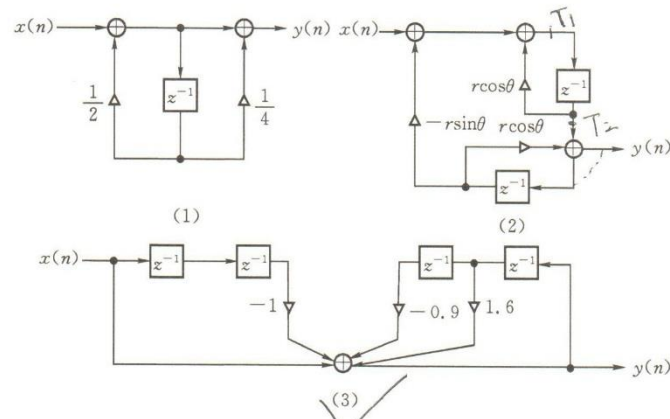 x(n) y(n) x(n) T₁
1/2 z⁻¹ 1/4 rcosθ z⁻¹
−rsinθ rcosθ T₂
y(n)
z⁻¹
(1) (2)
x(n) z⁻¹ z⁻¹ z⁻¹ z⁻¹
−1 −0.9 1.6
y(n)
(3)